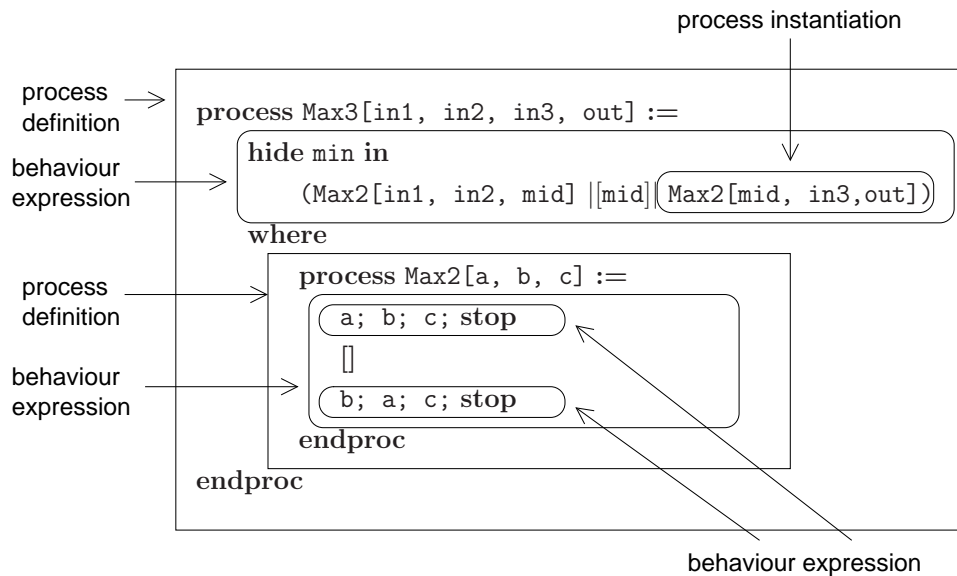 process instantiation
process
definition
process Max3[in1, in2, in3, out] :=
behaviour
expression
hide min in
(Max2[in1, in2, mid] |[mid]| Max2[mid, in3,out])
where
process
definition
process Max2[a, b, c] :=
a; b; c; stop
[]
behaviour
expression
b; a; c; stop
endproc
endproc
behaviour expression